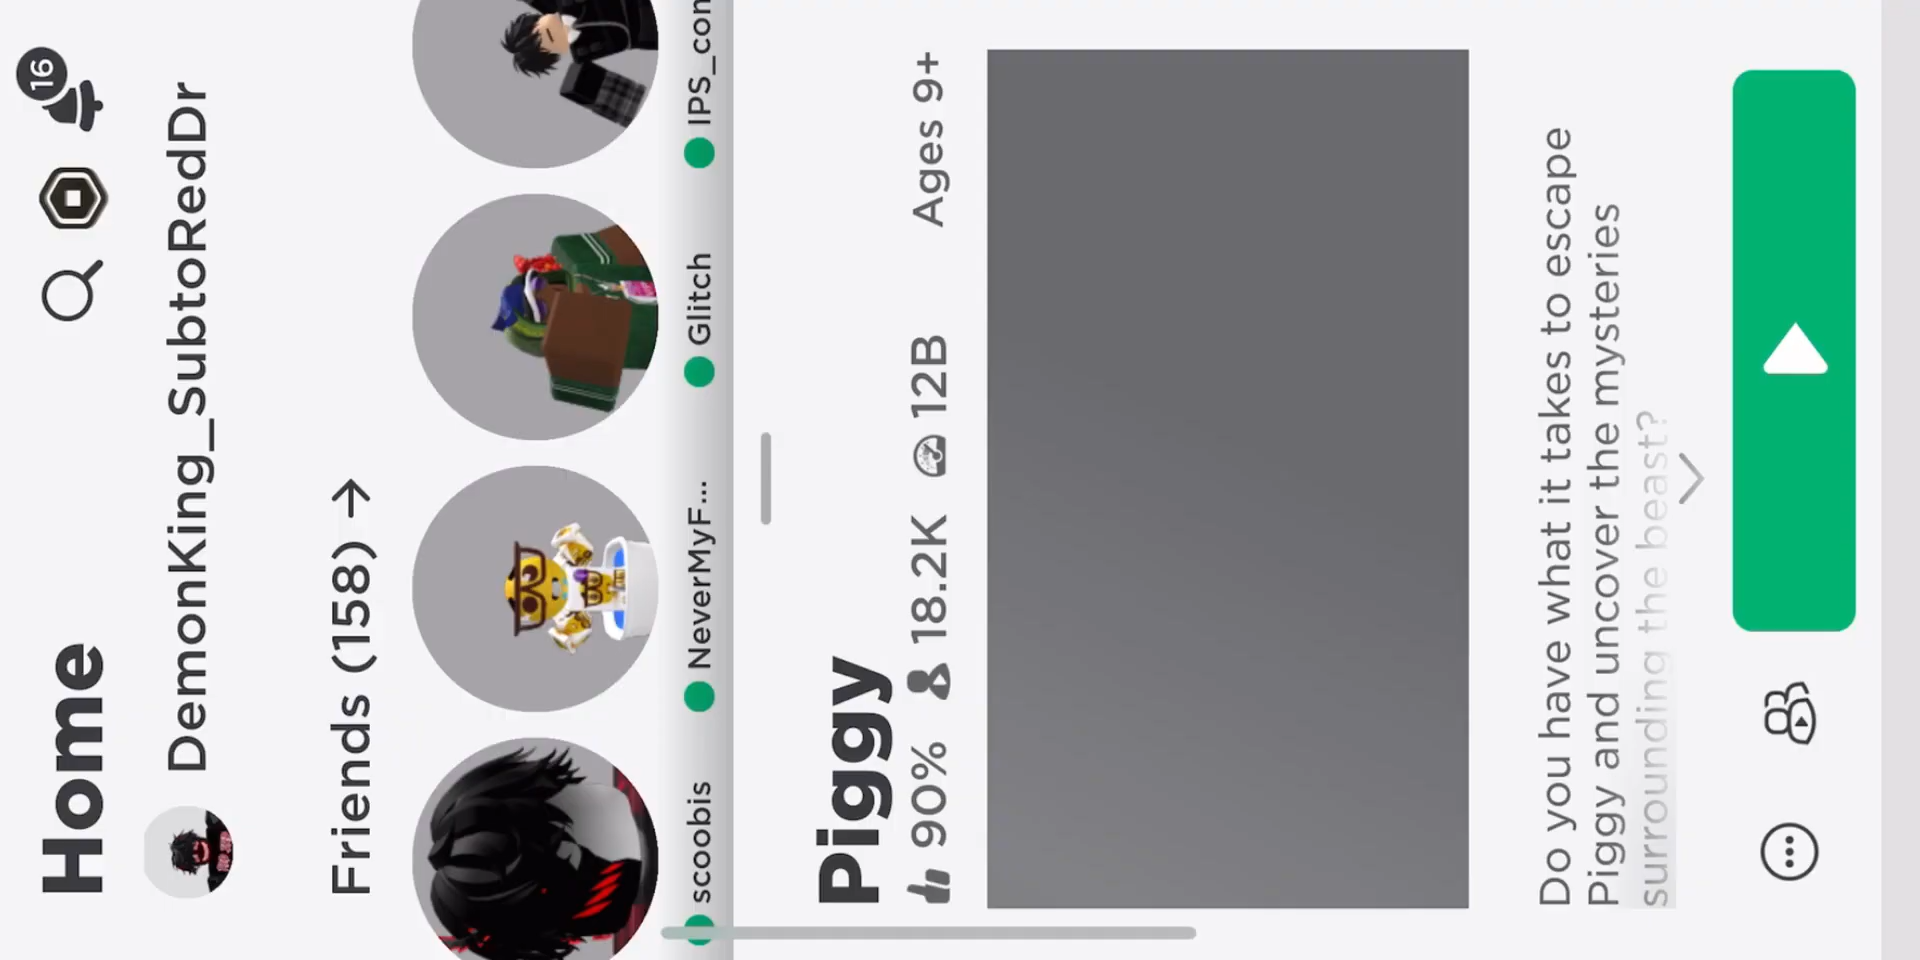 Home
16
DemonKing_SubtoRedDr
Friends (158) →
scoobis
NeverMyF...
Glitch
IPS_con
Piggy
90% 18.2K 12B Ages 9+
Do you have what it takes to escape
Piggy and uncover the mysteries
surrounding the beast?